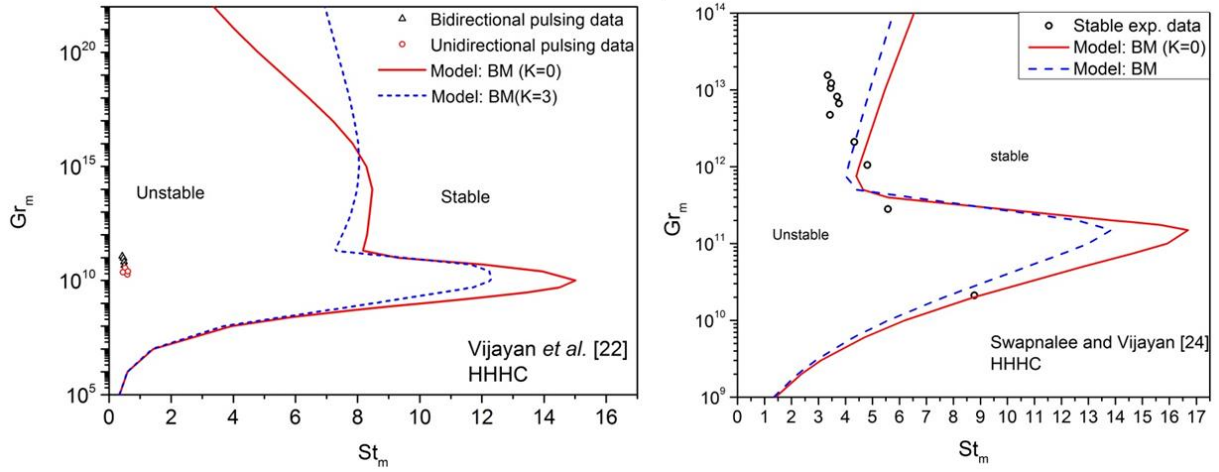 10^20
10^15
10^10
10^5
Gr_m
Bidirectional pulsing data
Unidirectional pulsing data
Model: BM (K=0)
Model: BM(K=3)
Unstable
Stable
Vijayan et al. [22]
HHHC
0 2 4 6 8 10 12 14 16
St_m
10^14
10^13
10^12
10^11
10^10
10^9
Gr_m
Stable exp. data
Model: BM (K=0)
Model: BM
stable
Unstable
Swapnalee and Vijayan [24]
HHHC
0 1 2 3 4 5 6 7 8 9 10 11 12 13 14 15 16 17
St_m